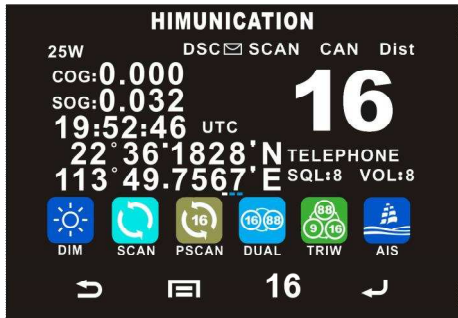 HIMUNICATION
25W DSC SCAN CAN Dist
COG:0.000
SOG:0.032
16
19:52:46 UTC
22°36'1828'N TELEPHONE
113°49.7567'E SQL:8 VOL:8
16 16 88 88 9 16
DIM SCAN PSCAN DUAL TRIW AIS
16